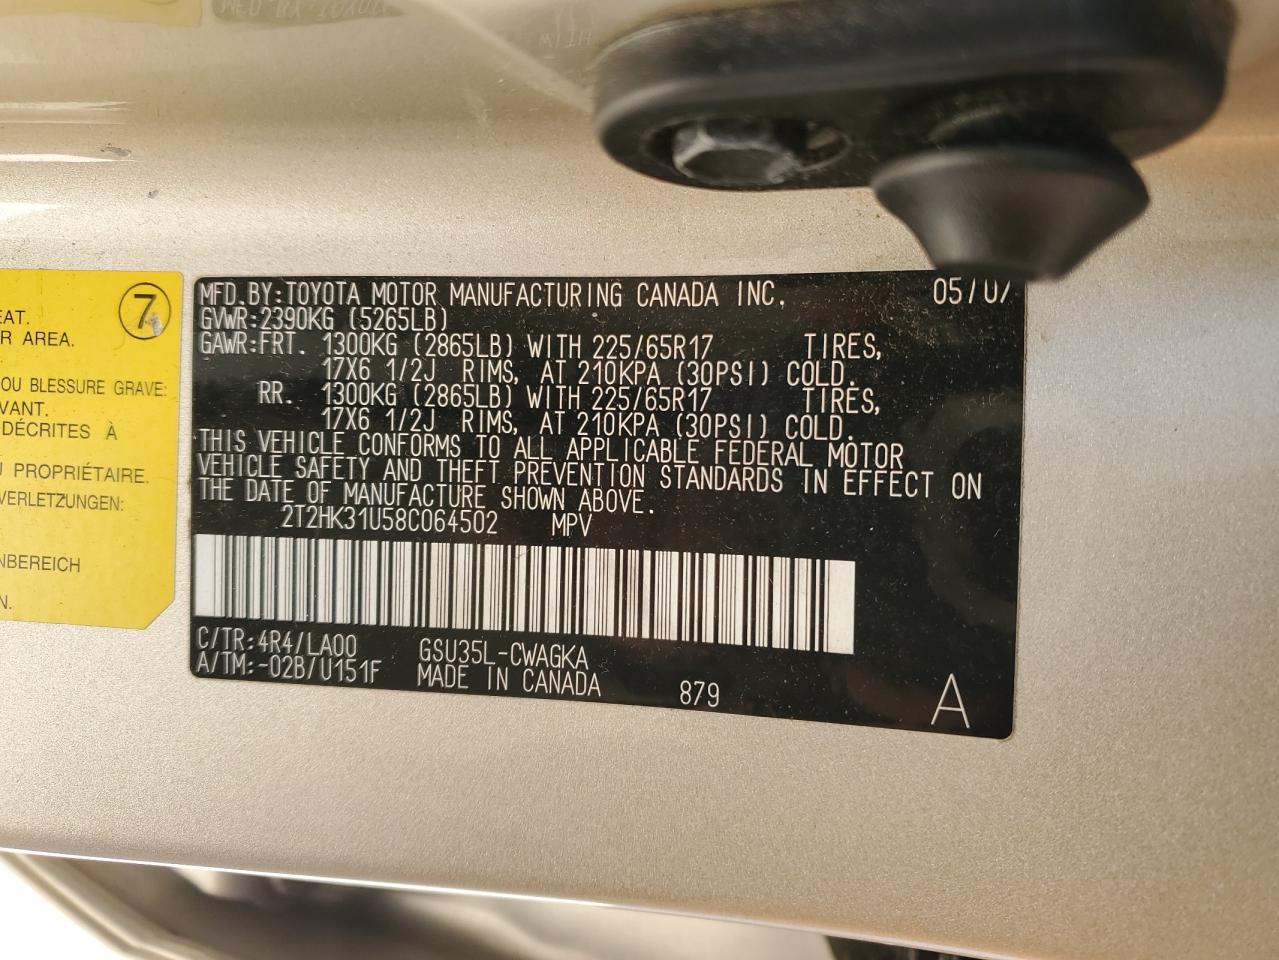 7
EAT.
R AREA.
OU BLESSURE GRAVE:
VANT.
DÉCRITES À
U PROPRIÉTAIRE.
VERLETZUNGEN:
NBEREICH
N.
MFD.BY:TOYOTA MOTOR MANUFACTURING CANADA INC. 05/07
GVWR:2390KG (5265LB)
GAWR:FRT. 1300KG (2865LB) WITH 225/65R17 TIRES,
17X6 1/2J RIMS, AT 210KPA (30PSI) COLD.
RR. 1300KG (2865LB) WITH 225/65R17 TIRES,
17X6 1/2J RIMS, AT 210KPA (30PSI) COLD.
THIS VEHICLE CONFORMS TO ALL APPLICABLE FEDERAL MOTOR
VEHICLE SAFETY AND THEFT PREVENTION STANDARDS IN EFFECT ON
THE DATE OF MANUFACTURE SHOWN ABOVE.
2T2HK31U58C064502 MPV
C/TR:4R4/LA00 GSU35L-CWAGKA
A/TM:-02B/U151F MADE IN CANADA 879 A